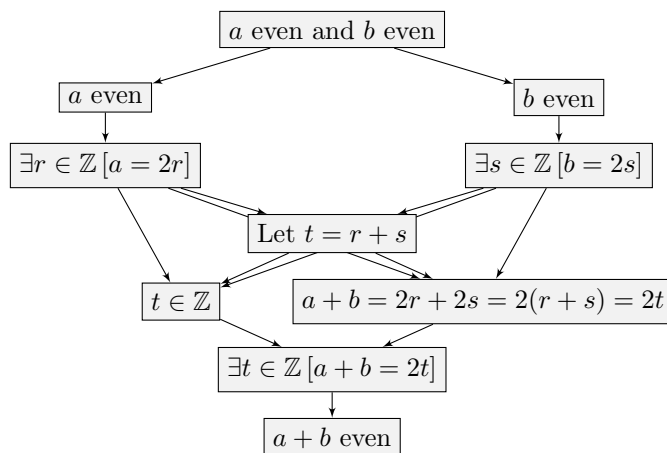 a even and b even
a even
b even
∃r ∈ ℤ [a = 2r]
∃s ∈ ℤ [b = 2s]
Let t = r + s
t ∈ ℤ
a + b = 2r + 2s = 2(r + s) = 2t
∃t ∈ ℤ [a + b = 2t]
a + b even